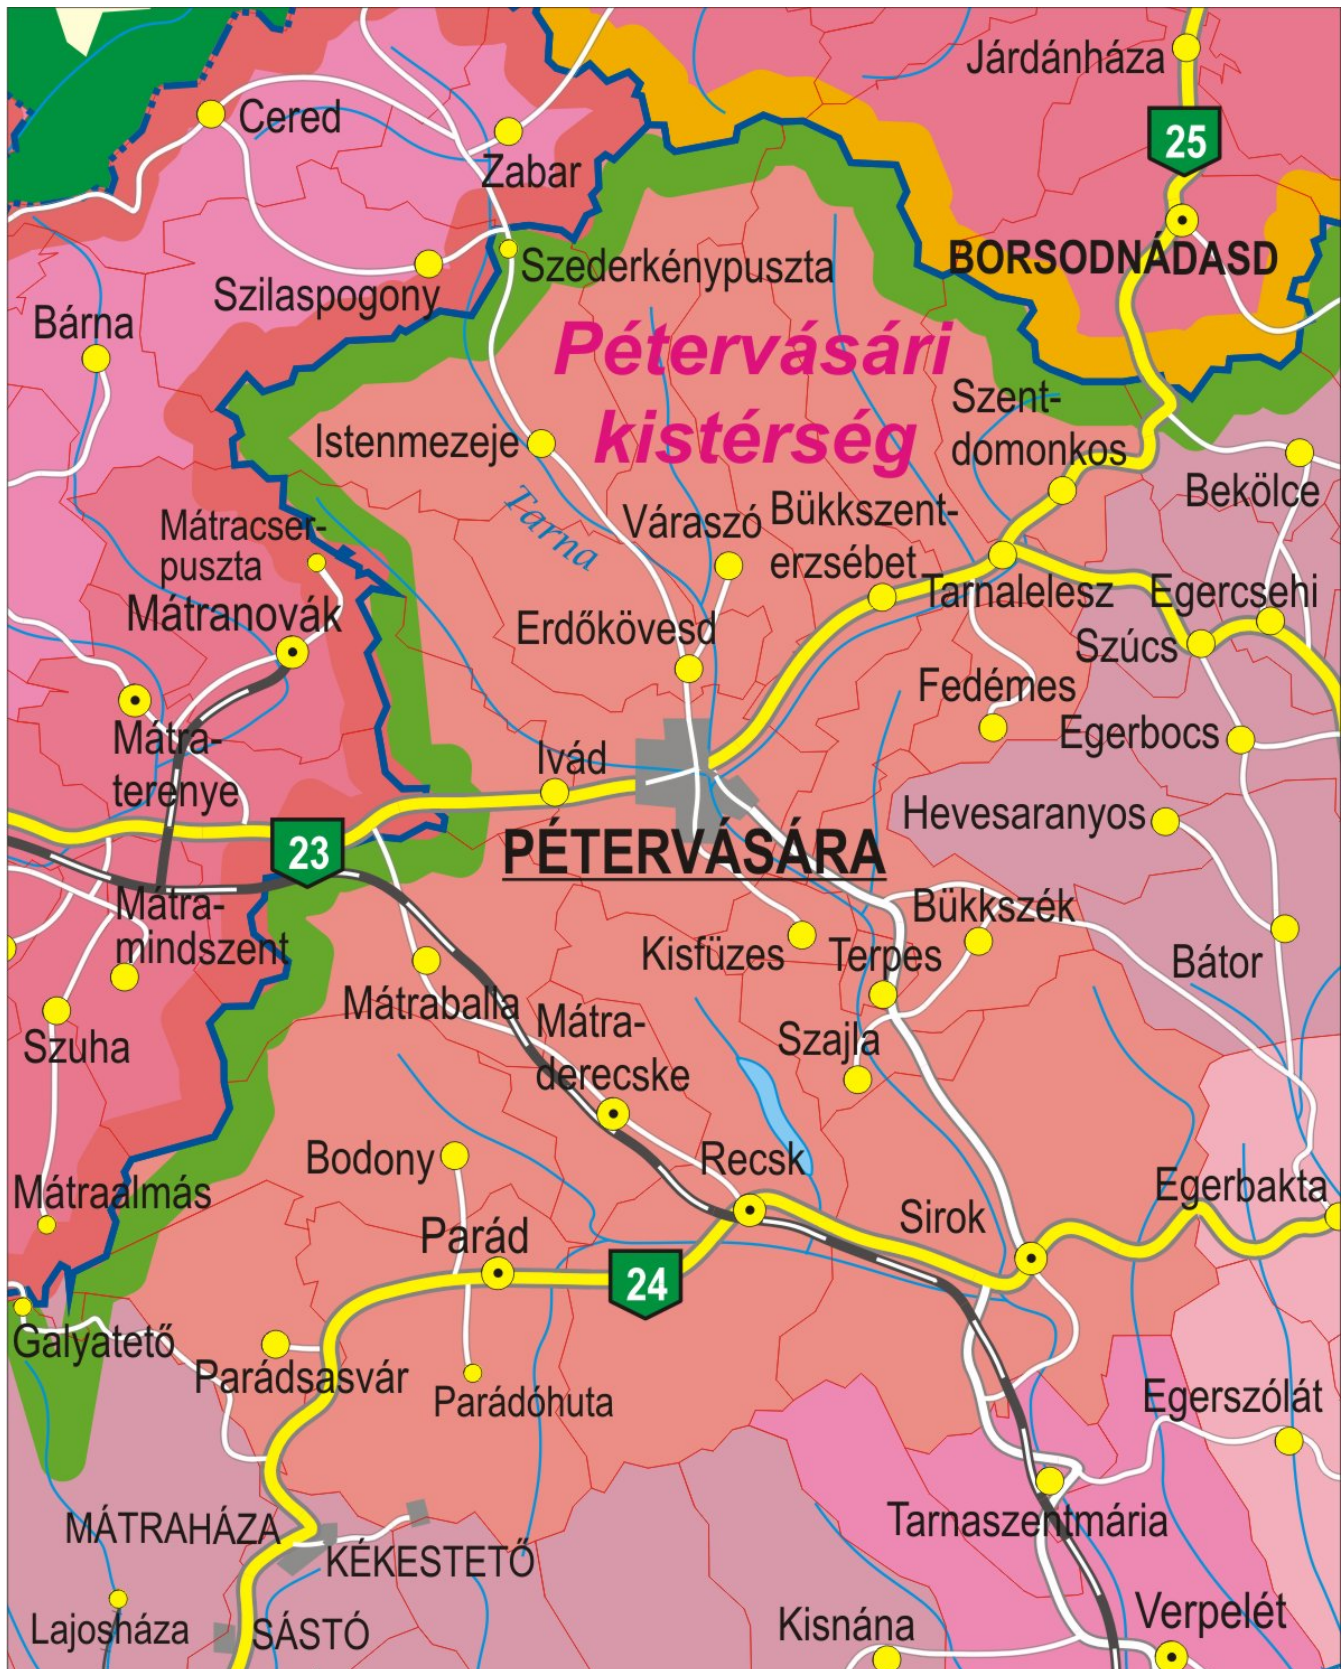 Járdánháza
Cered
25
Zabar
BORSODNÁDASD
Szederkénypuszta
Szilaspogony
Bárna
Pétervásári
kistérség
Szent-
domonkos
Istenmezeje
Bekölce
Tarna
Mátracser-
puszta
Váraszó
Bükkszent-
erzsébet
Mátranovák
Tarnalelesz
Egercsehi
Erdőkövesd
Szúcs
Fedémes
Mátra-
terenye
Ivád
Egerbocs
Hevesaranyos
23
PÉTERVÁSÁRA
Mátra-
mindszent
Bükkszék
Kisfüzes
Terpes
Bátor
Mátraballa
Mátra-
derecske
Szuha
Szajla
Bodony
Recsk
Mátraalmás
Egerbakta
Parád
Sirok
24
Galyatető
Parádsasvár
Parádóhuta
Egerszólát
MÁTRAHÁZA
Tarnaszentmária
KÉKESTETŐ
Lajosháza
SÁSTÓ
Kisnána
Verpelét